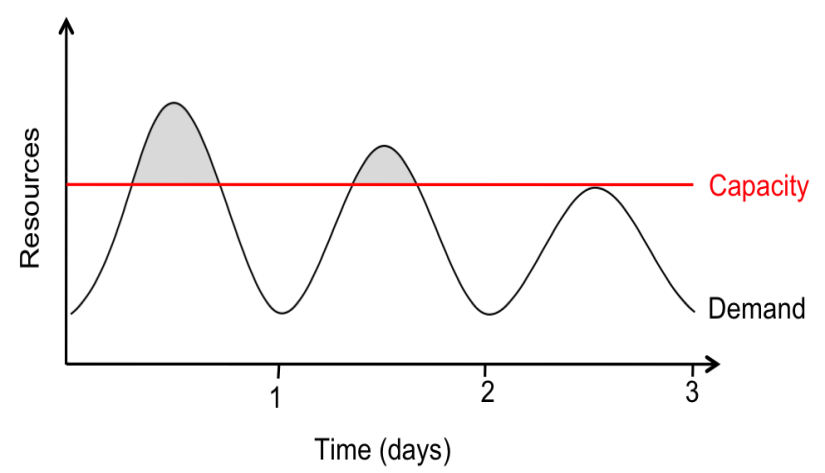 Resources
Capacity
Demand
1
2
3
Time (days)